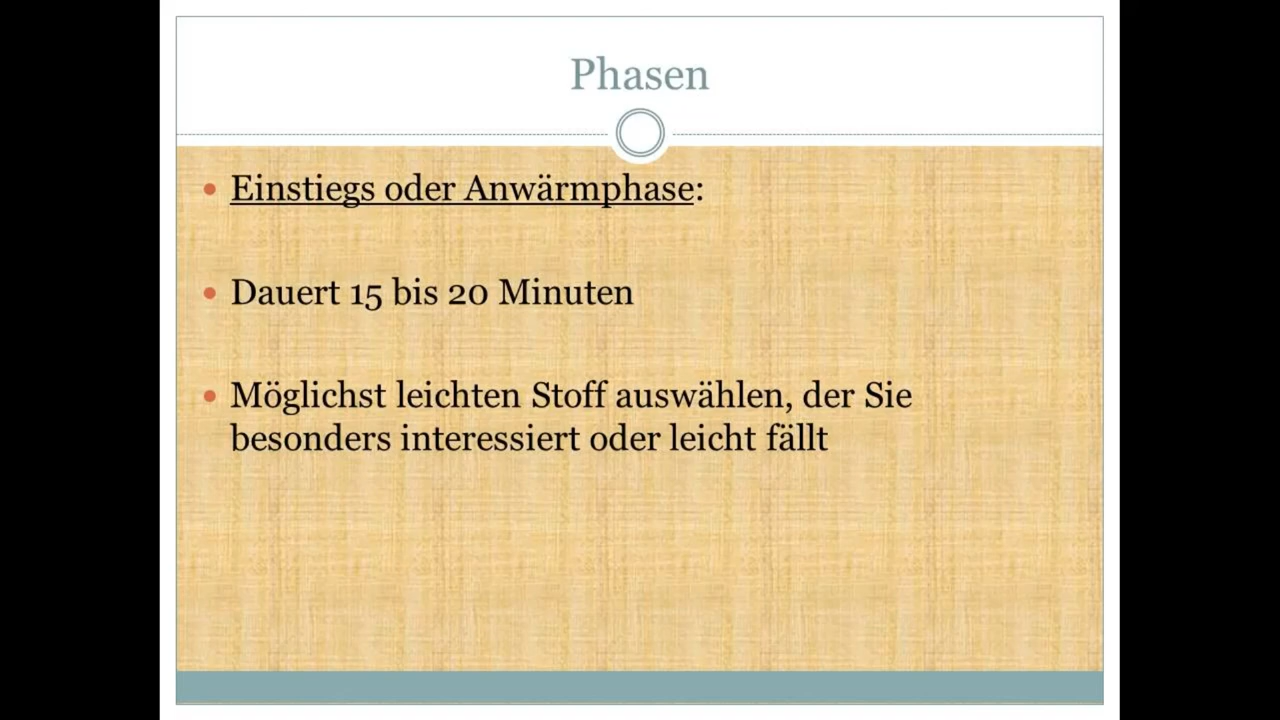 Phasen
• Einstiegs oder Anwärmphase:
• Dauert 15 bis 20 Minuten
• Möglichst leichten Stoff auswählen, der Sie
besonders interessiert oder leicht fällt